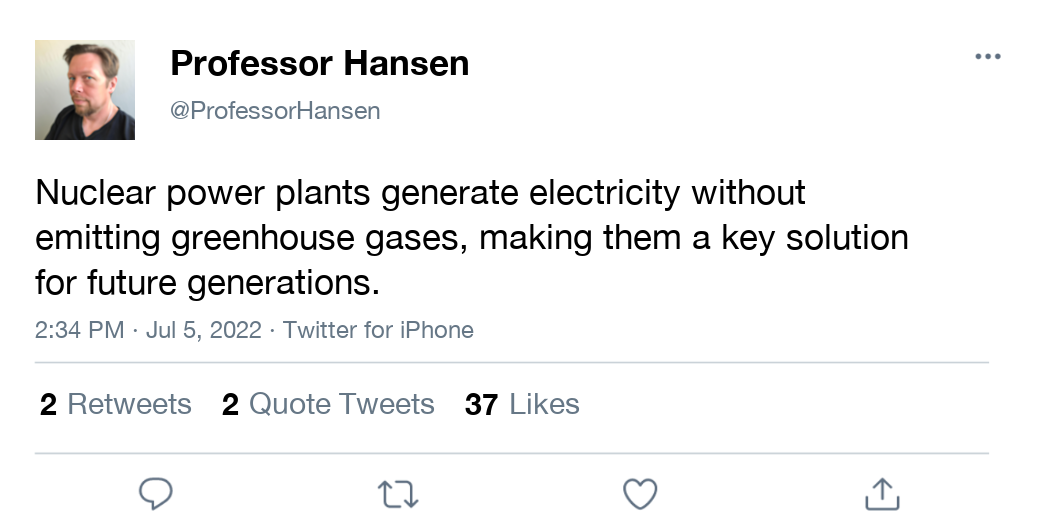 Professor Hansen
@ProfessorHansen
Nuclear power plants generate electricity without
emitting greenhouse gases, making them a key solution
for future generations.
2:34 PM · Jul 5, 2022 · Twitter for iPhone
2 Retweets 2 Quote Tweets 37 Likes